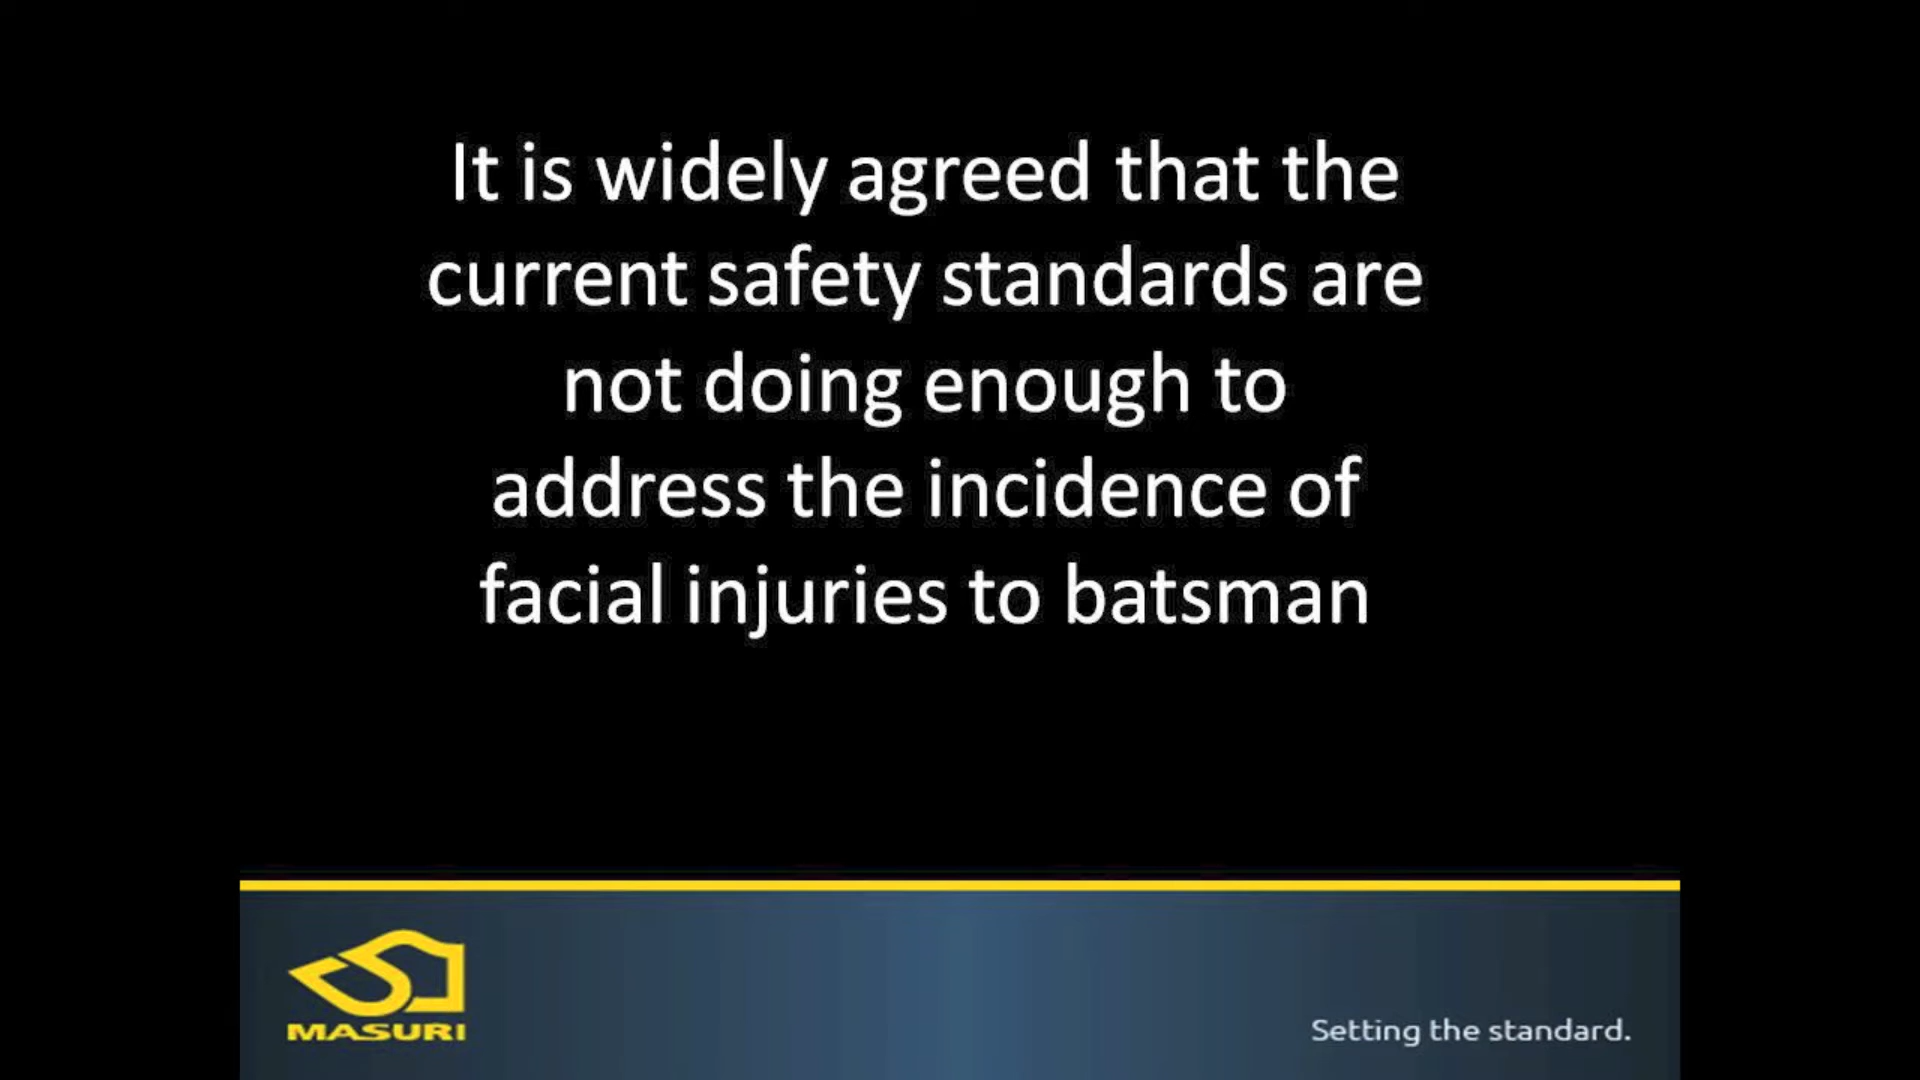 It is widely agreed that the
current safety standards are
not doing enough to
address the incidence of
facial injuries to batsman
MASURI
Setting the standard.